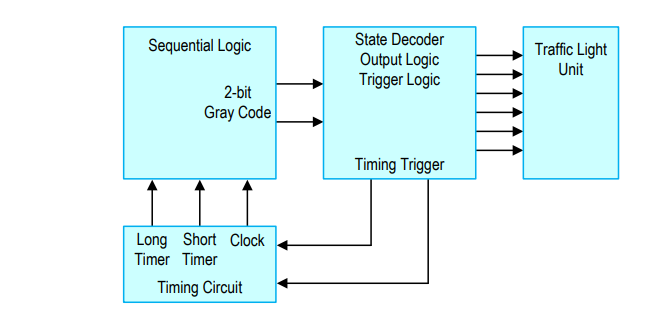 Sequential Logic
2-bit
Gray Code
State Decoder
Output Logic
Trigger Logic
Timing Trigger
Traffic Light
Unit
Long Short Clock
Timer Timer
Timing Circuit